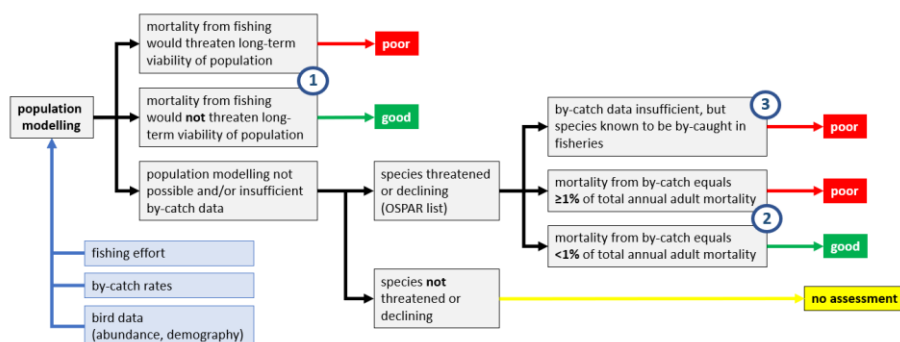 mortality from fishing
would threaten long-term
viability of population
poor
1
population
modelling
mortality from fishing
would not threaten long-
term viability of population
good
by-catch data insufficient, but
species known to be by-caught in
fisheries
3
poor
population modelling not
possible and/or insufficient
by-catch data
species threatened
or declining
(OSPAR list)
mortality from by-catch equals
≥1% of total annual adult mortality
poor
2
mortality from by-catch equals
<1% of total annual adult mortality
good
fishing effort
by-catch rates
bird data
(abundance, demography)
species not
threatened or
declining
no assessment